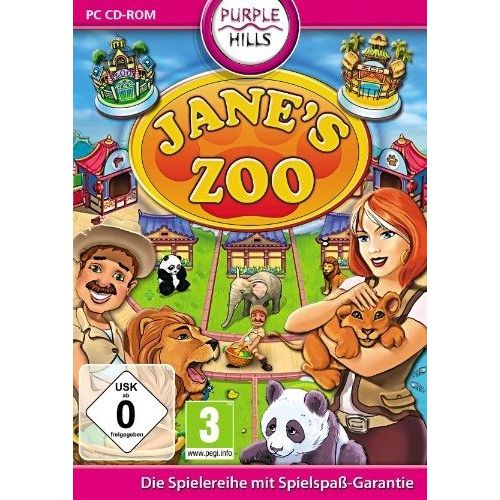 PC CD-ROM
PURPLE
HILLS
ZOO
JANE'S
ZOO
USK
ab
0
freigegeben
3
www.pegi.info
Die Spielereihe mit Spielspaß-Garantie